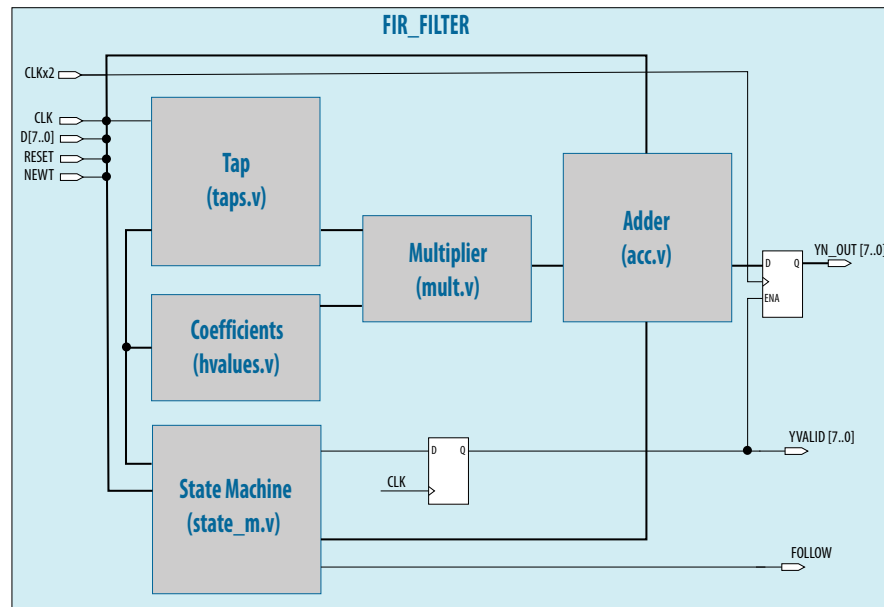 FIR_FILTER
CLKx2
CLK
D[7..0]
RESET
NEWT
Tap
(taps.v)
Multiplier
(mult.v)
Adder
(acc.v)
YN_OUT [7..0]
D Q
ENA
Coefficients
(hvalues.v)
State Machine
(state_m.v)
D Q
CLK
YVALID [7..0]
FOLLOW